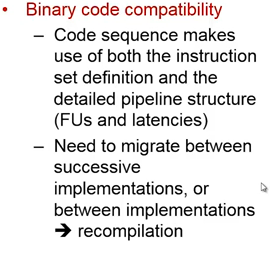 • Binary code compatibility
– Code sequence makes
use of both the instruction
set definition and the
detailed pipeline structure
(FUs and latencies)
– Need to migrate between
successive
implementations, or
between implementations
➔ recompilation